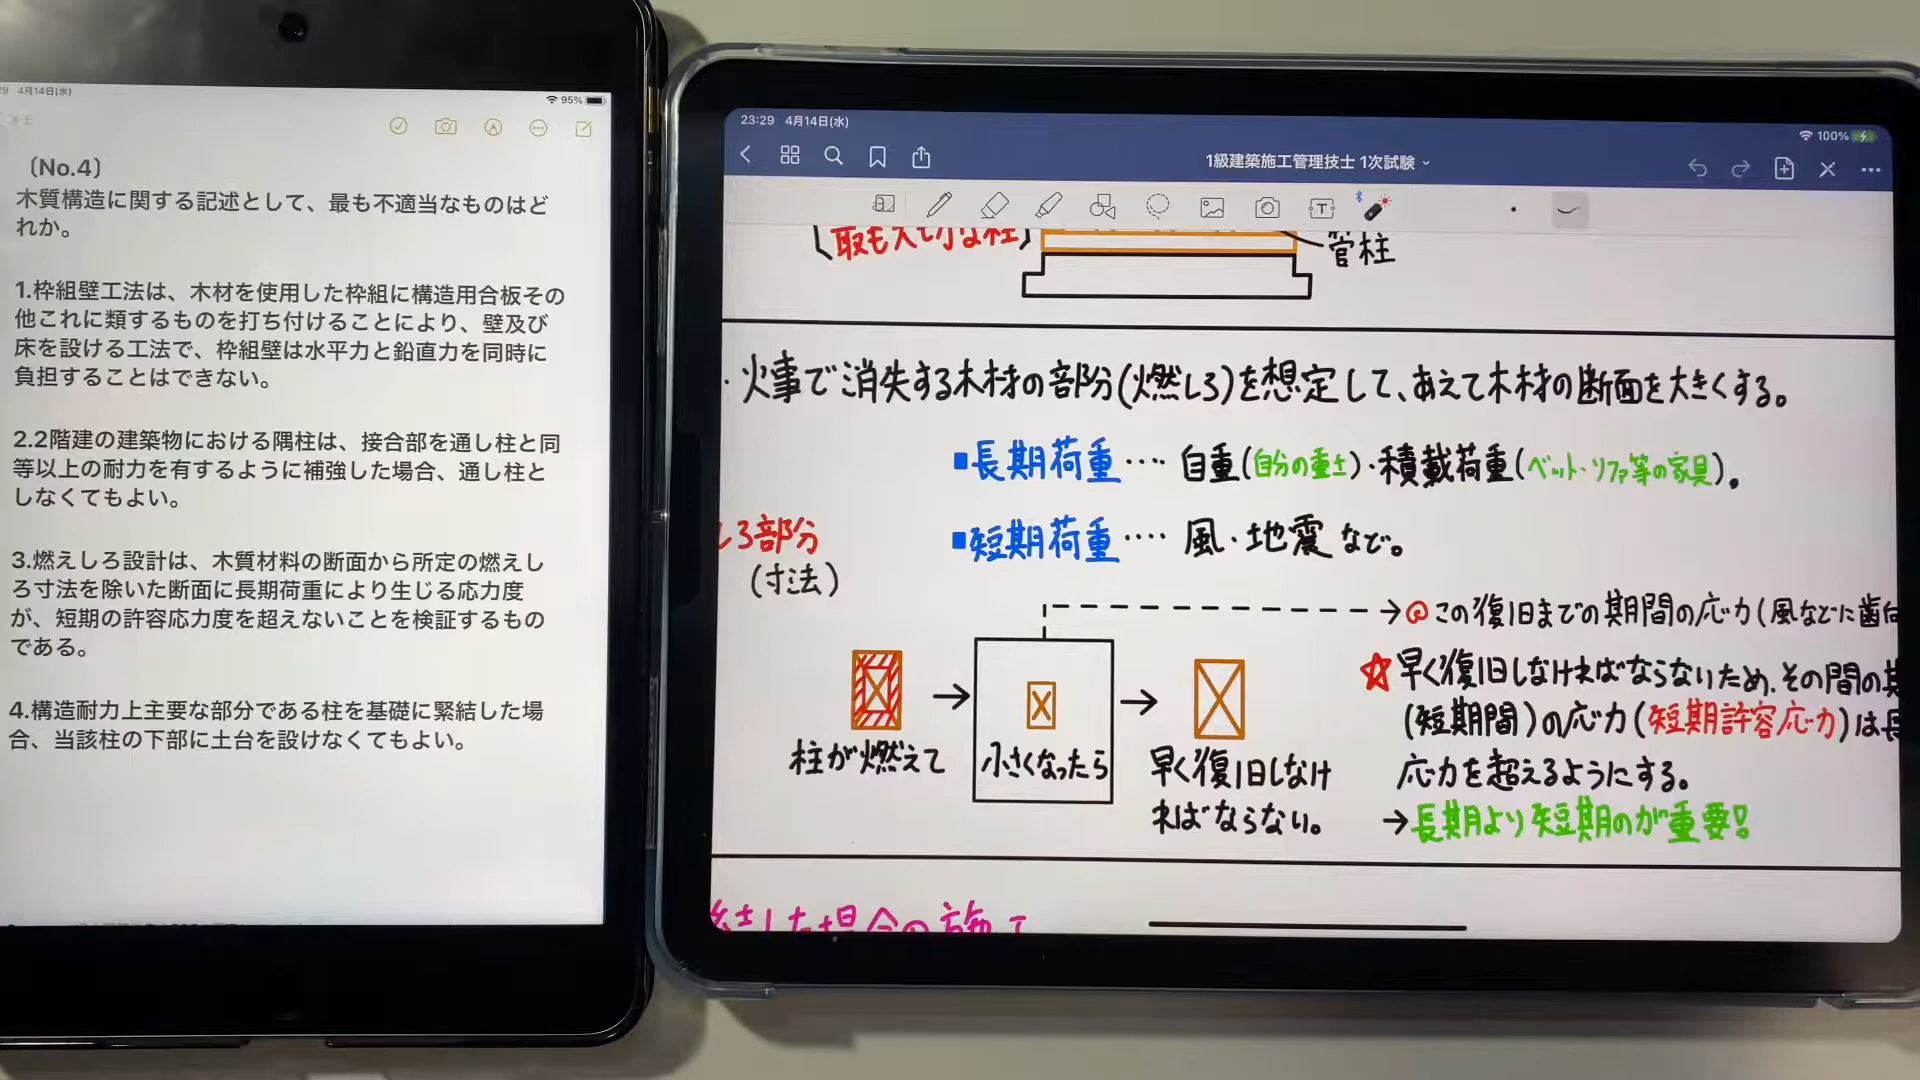 4月14日(水)
95%
〔No.4〕
木質構造に関する記述として、最も不適当なものはど
れか。
1.枠組壁工法は、木材を使用した枠組に構造用合板その
他これに類するものを打ち付けることにより、壁及び
床を設ける工法で、枠組壁は水平力と鉛直力を同時に
負担することはできない。
2.2階建の建築物における隅柱は、接合部を通し柱と同
等以上の耐力を有するように補強した場合、通し柱と
しなくてもよい。
3.燃えしろ設計は、木質材料の断面から所定の燃えし
ろ寸法を除いた断面に長期荷重により生じる応力度
が、短期の許容応力度を超えないことを検証するもの
である。
4.構造耐力上主要な部分である柱を基礎に緊結した場
合、当該柱の下部に土台を設けなくてもよい。
23:29 4月14日(水)
100%
1級建築施工管理技士 1次試験
T
管柱
・火事で消失する木材の部分(燃しろ)を想定して、あえて木材の断面を大きくする。
■長期荷重‥‥自重(自分の重土)・積載荷重(ベット・ソファ等の家具)。
■短期荷重‥‥風・地震など。
しろ部分
(寸法)
柱が燃えて
小さくなったら
早く復旧しなけ
ればならない。
→@この復旧までの期間の応力(風などに歯向
☆早く復旧しなければならないため、その間の
(短期間)の応力(短期許容応力)は長
応力を超えるようにする。
→長期より短期のが重要!
結した場合の施工